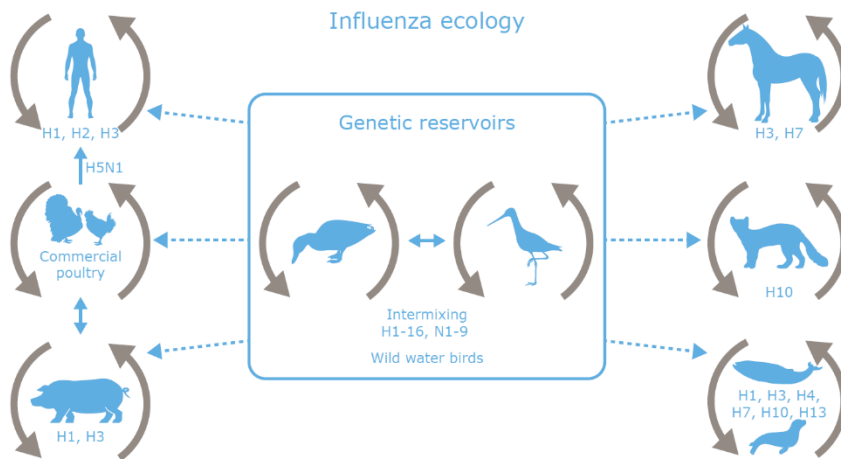 Influenza ecology
Genetic reservoirs
H1, H2, H3
H5N1
Commercial
poultry
H1, H3
Intermixing
H1-16, N1-9
Wild water birds
H3, H7
H10
H1, H3, H4,
H7, H10, H13